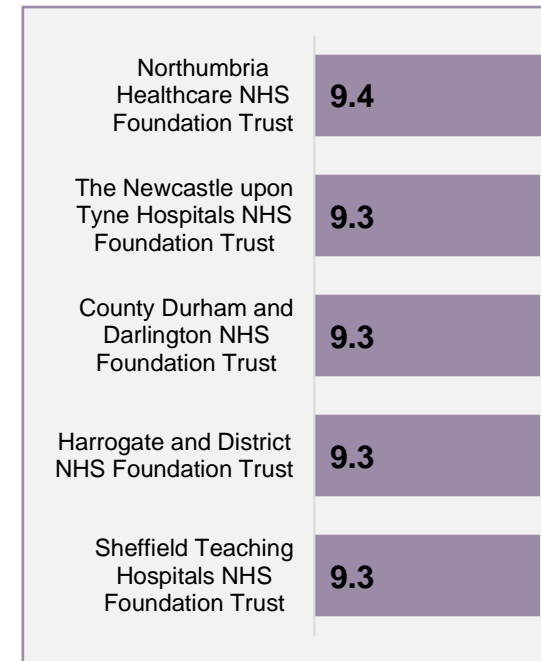 Northumbria
Healthcare NHS
Foundation Trust
9.4
The Newcastle upon
Tyne Hospitals NHS
Foundation Trust
9.3
County Durham and
Darlington NHS
Foundation Trust
9.3
Harrogate and District
NHS Foundation Trust
9.3
Sheffield Teaching
Hospitals NHS
Foundation Trust
9.3